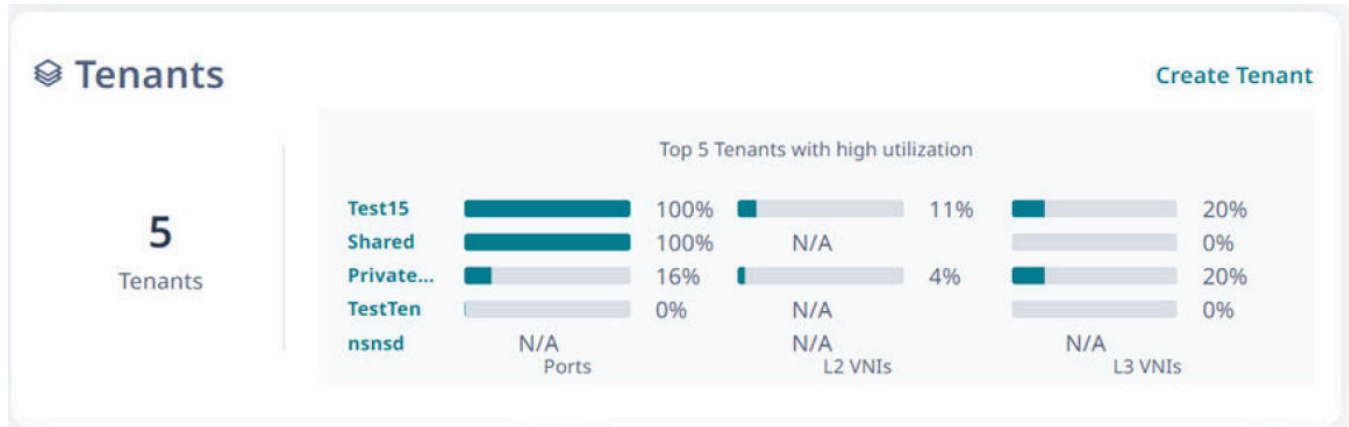 Tenants
Create Tenant
5
Tenants
Top 5 Tenants with high utilization
Test15 100% 11% 20%
Shared 100% N/A 0%
Private... 16% 4% 20%
TestTen 0% N/A 0%
nsnsd N/A N/A N/A
Ports L2 VNIs L3 VNIs